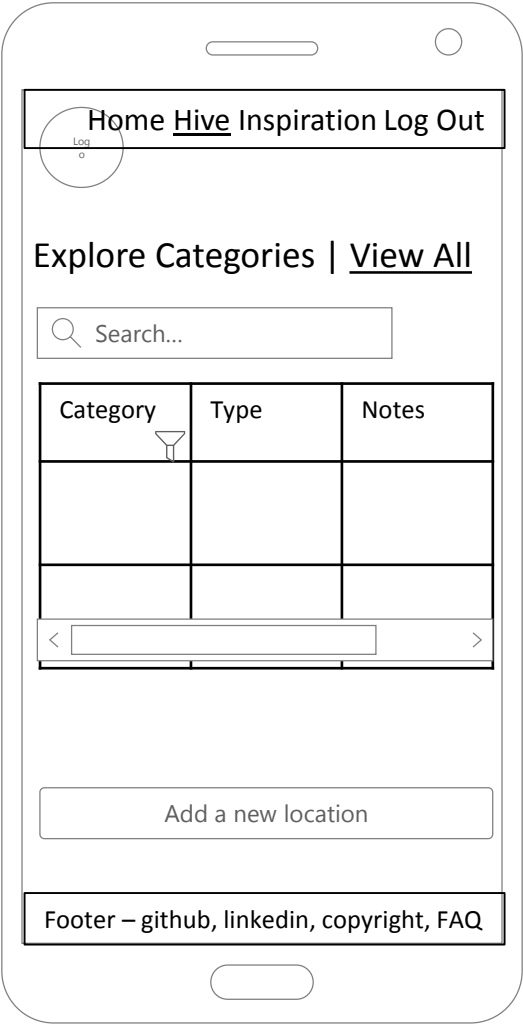 Home Hive Inspiration Log Out
Log
o
Explore Categories | View All
Search...
Category Type Notes
Add a new location
Footer – github, linkedin, copyright, FAQ